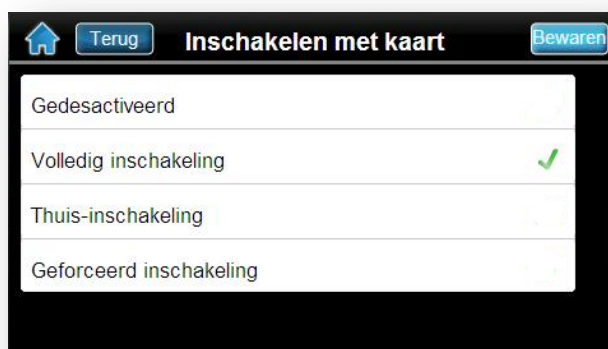 Terug Inschakelen met kaart Bewaren
Gedesactiveerd
Volledig inschakeling
Thuis-inschakeling
Geforceerd inschakeling